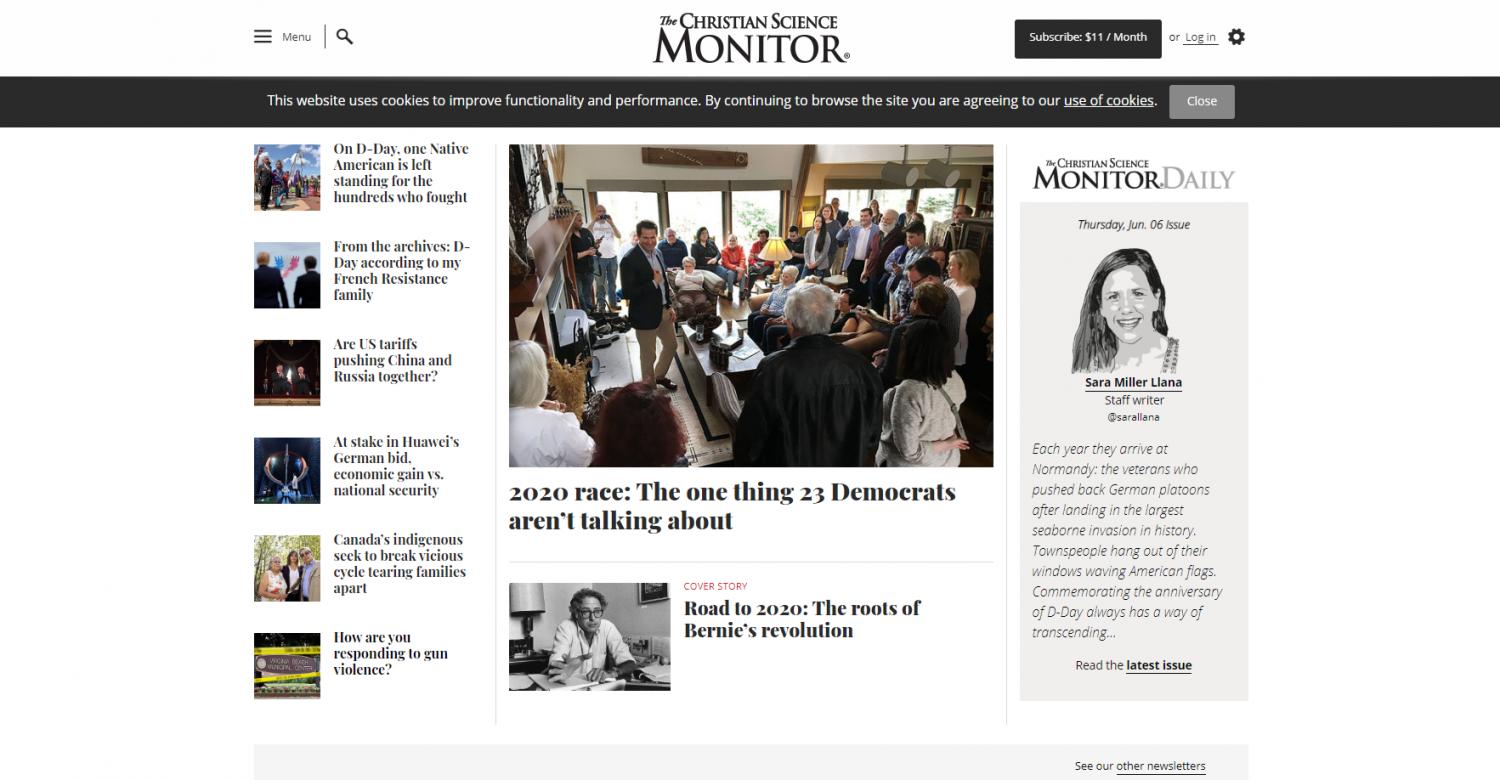 Menu
The CHRISTIAN SCIENCE
MONITOR®
Subscribe: $11 / Month
or Log in
This website uses cookies to improve functionality and performance. By continuing to browse the site you are agreeing to our use of cookies.
Close
On D-Day, one Native
American is left
standing for the
hundreds who fought
From the archives: D-
Day according to my
French Resistance
family
Are US tariffs
pushing China and
Russia together?
At stake in Huawei's
German bid,
economic gain vs.
national security
Canada's indigenous
seek to break vicious
cycle tearing families
apart
VIRGINIA BEACH
MUNICIPAL CENTER
How are you
responding to gun
violence?
2020 race: The one thing 23 Democrats
aren't talking about
COVER STORY
Road to 2020: The roots of
Bernie's revolution
The CHRISTIAN SCIENCE
MONITOR DAILY
Thursday, Jun. 06 Issue
Sara Miller Llana
Staff writer
@sarallana
Each year they arrive at
Normandy: the veterans who
pushed back German platoons
after landing in the largest
seaborne invasion in history.
Townspeople hang out of their
windows waving American flags.
Commemorating the anniversary
of D-Day always has a way of
transcending...
Read the latest issue
See our other newsletters